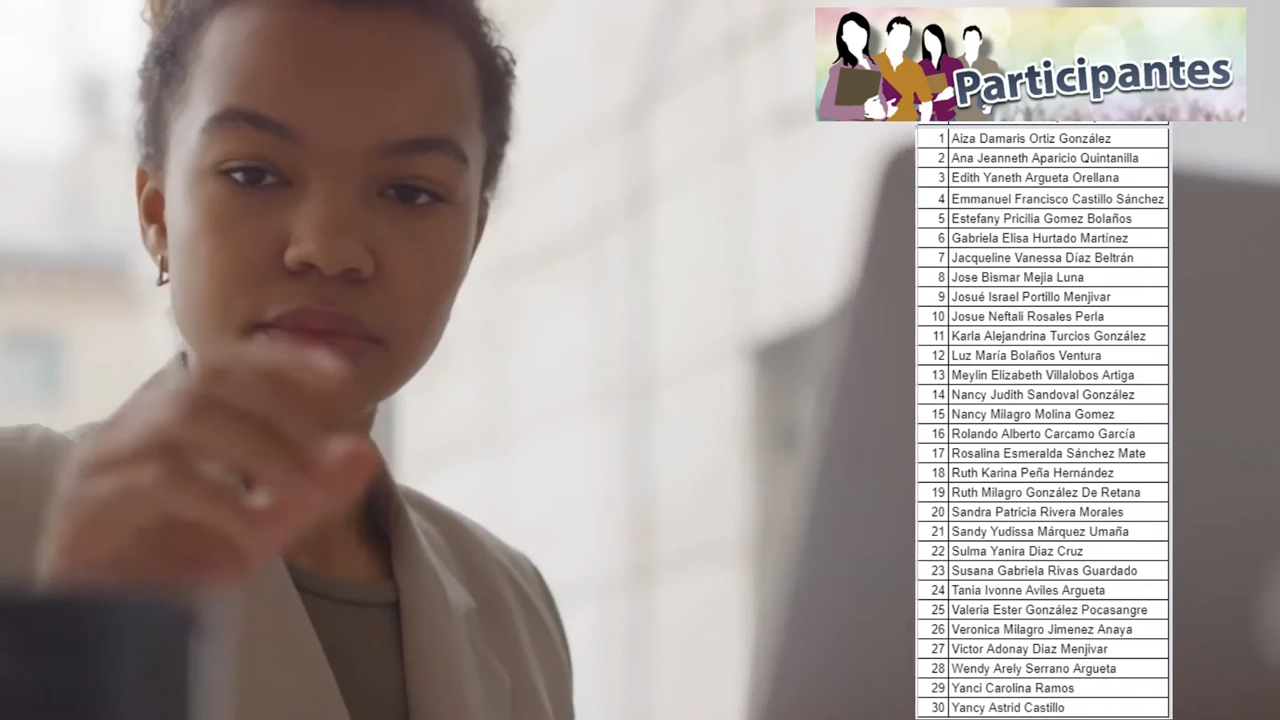 Participantes
1 Aiza Damaris Ortiz González
2 Ana Jeanneth Aparicio Quintanilla
3 Edith Yaneth Argueta Orellana
4 Emmanuel Francisco Castillo Sánchez
5 Estefany Pricilia Gomez Bolaños
6 Gabriela Elisa Hurtado Martínez
7 Jacqueline Vanessa Díaz Beltrán
8 Jose Bismar Mejia Luna
9 Josué Israel Portillo Menjivar
10 Josue Neftali Rosales Perla
11 Karla Alejandrina Turcios González
12 Luz María Bolaños Ventura
13 Meylin Elizabeth Villalobos Artiga
14 Nancy Judith Sandoval González
15 Nancy Milagro Molina Gomez
16 Rolando Alberto Carcamo García
17 Rosalina Esmeralda Sánchez Mate
18 Ruth Karina Peña Hernández
19 Ruth Milagro González De Retana
20 Sandra Patricia Rivera Morales
21 Sandy Yudissa Márquez Umaña
22 Sulma Yanira Diaz Cruz
23 Susana Gabriela Rivas Guardado
24 Tania Ivonne Aviles Argueta
25 Valeria Ester González Pocasangre
26 Veronica Milagro Jimenez Anaya
27 Victor Adonay Diaz Menjivar
28 Wendy Arely Serrano Argueta
29 Yanci Carolina Ramos
30 Yancy Astrid Castillo